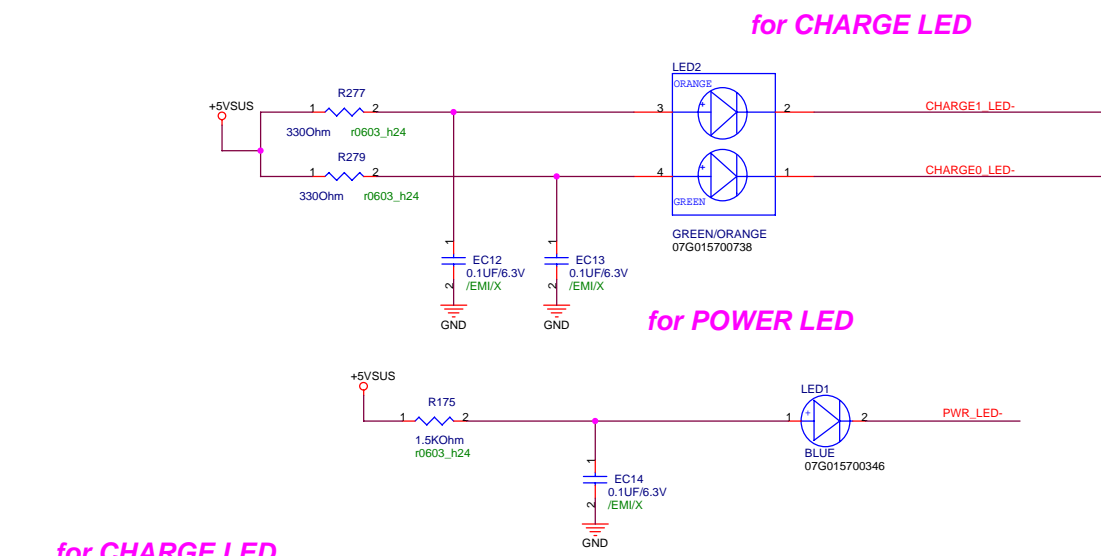 for CHARGE LED
LED2
ORANGE
R277
+5VSUS
1 2
3
+
2
CHARGE1_LED-
330Ohm r0603_h24
R279
1 2
4
+
1
CHARGE0_LED-
330Ohm r0603_h24
GREEN
GREEN/ORANGE
07G015700738
1
EC12
0.1UF/6.3V
/EMI/X
2
GND
1
EC13
0.1UF/6.3V
/EMI/X
2
GND
for POWER LED
+5VSUS
R175
1 2
1.5KOhm
r0603_h24
LED1
1
+
2
PWR_LED-
BLUE
07G015700346
1
EC14
0.1UF/6.3V
/EMI/X
2
GND
for CHARGE LED